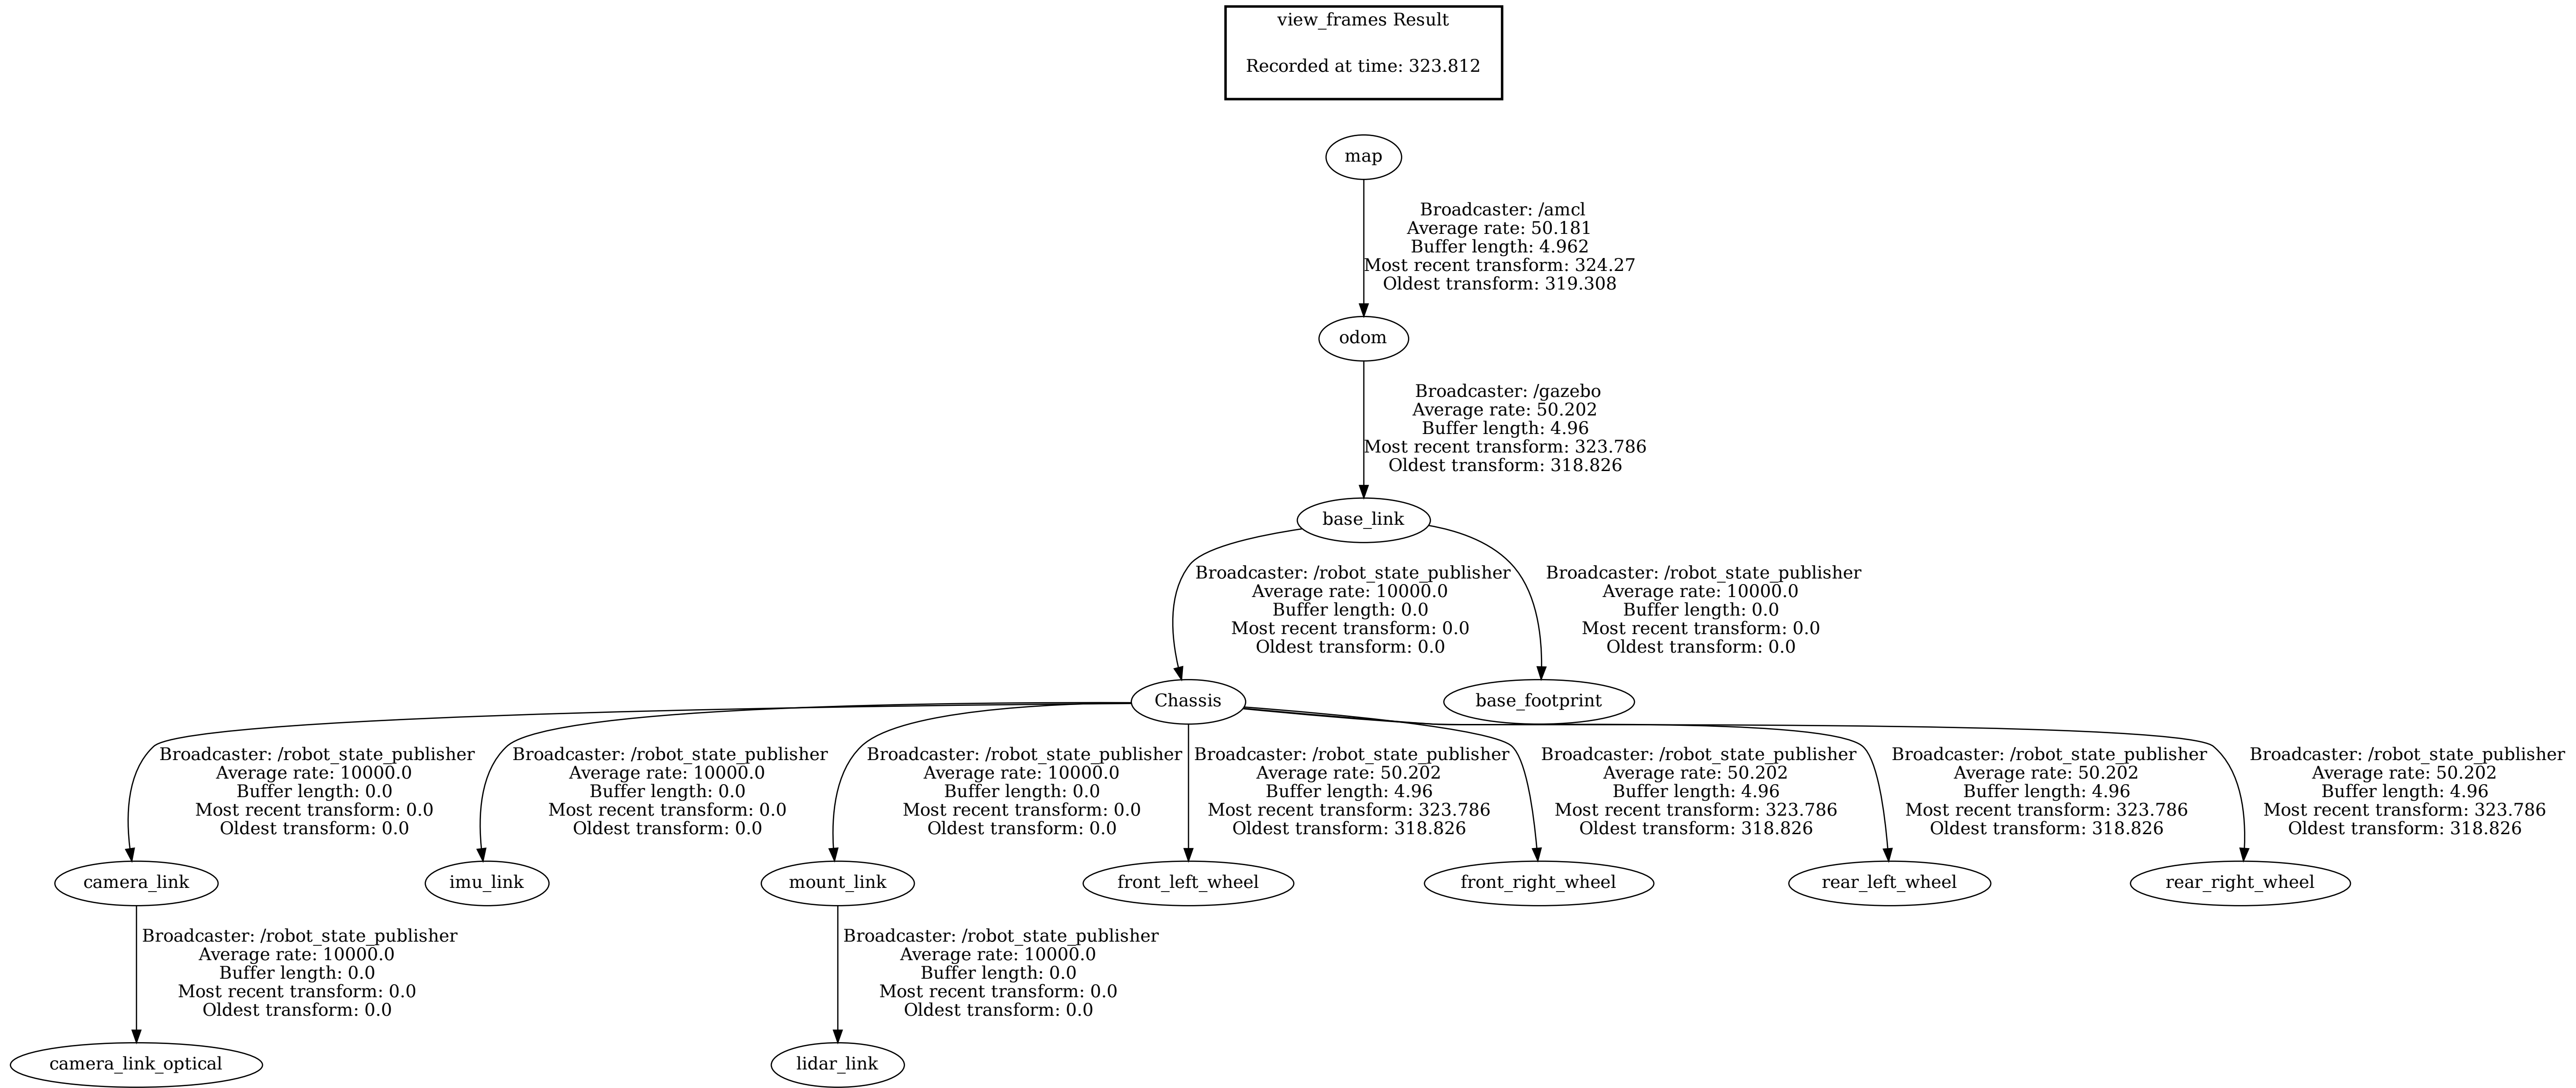 view_frames Result
Recorded at time: 323.812
map
Broadcaster: /amcl
Average rate: 50.181
Buffer length: 4.962
Most recent transform: 324.27
Oldest transform: 319.308
odom
Broadcaster: /gazebo
Average rate: 50.202
Buffer length: 4.96
Most recent transform: 323.786
Oldest transform: 318.826
base_link
Broadcaster: /robot_state_publisher
Average rate: 10000.0
Buffer length: 0.0
Most recent transform: 0.0
Oldest transform: 0.0
Broadcaster: /robot_state_publisher
Average rate: 10000.0
Buffer length: 0.0
Most recent transform: 0.0
Oldest transform: 0.0
Chassis
base_footprint
Broadcaster: /robot_state_publisher
Average rate: 10000.0
Buffer length: 0.0
Most recent transform: 0.0
Oldest transform: 0.0
Broadcaster: /robot_state_publisher
Average rate: 10000.0
Buffer length: 0.0
Most recent transform: 0.0
Oldest transform: 0.0
Broadcaster: /robot_state_publisher
Average rate: 10000.0
Buffer length: 0.0
Most recent transform: 0.0
Oldest transform: 0.0
Broadcaster: /robot_state_publisher
Average rate: 50.202
Buffer length: 4.96
Most recent transform: 323.786
Oldest transform: 318.826
Broadcaster: /robot_state_publisher
Average rate: 50.202
Buffer length: 4.96
Most recent transform: 323.786
Oldest transform: 318.826
Broadcaster: /robot_state_publisher
Average rate: 50.202
Buffer length: 4.96
Most recent transform: 323.786
Oldest transform: 318.826
Broadcaster: /robot_state_publisher
Average rate: 50.202
Buffer length: 4.96
Most recent transform: 323.786
Oldest transform: 318.826
camera_link
imu_link
mount_link
front_left_wheel
front_right_wheel
rear_left_wheel
rear_right_wheel
Broadcaster: /robot_state_publisher
Average rate: 10000.0
Buffer length: 0.0
Most recent transform: 0.0
Oldest transform: 0.0
Broadcaster: /robot_state_publisher
Average rate: 10000.0
Buffer length: 0.0
Most recent transform: 0.0
Oldest transform: 0.0
camera_link_optical
lidar_link